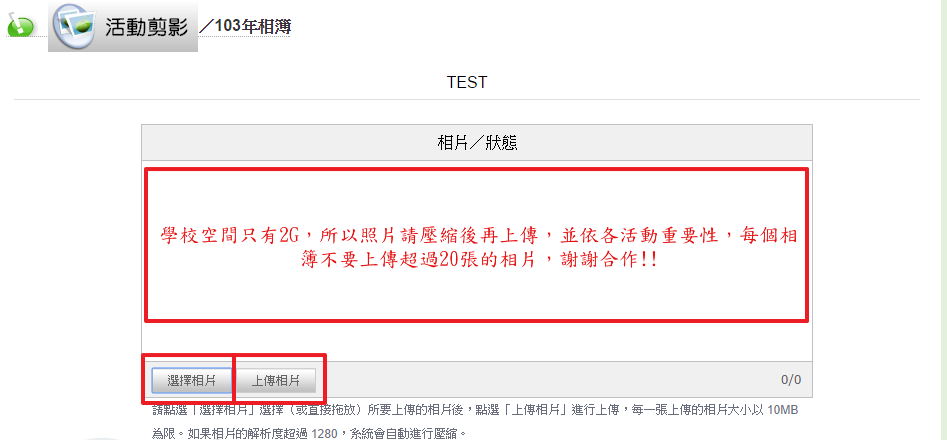 活動剪影／103年相簿
TEST
相片／狀態
學校空間只有2G，所以照片請壓縮後再上傳，並依各活動重要性，每個相
簿不要上傳超過20張的相片，謝謝合作!!
選擇相片 上傳相片 0/0
請點選「選擇相片」選擇（或直接拖放）所要上傳的相片後，點選「上傳相片」進行上傳，每一張上傳的相片大小以 10MB
為限。如果相片的解析度超過 1280，系統會自動進行壓縮。